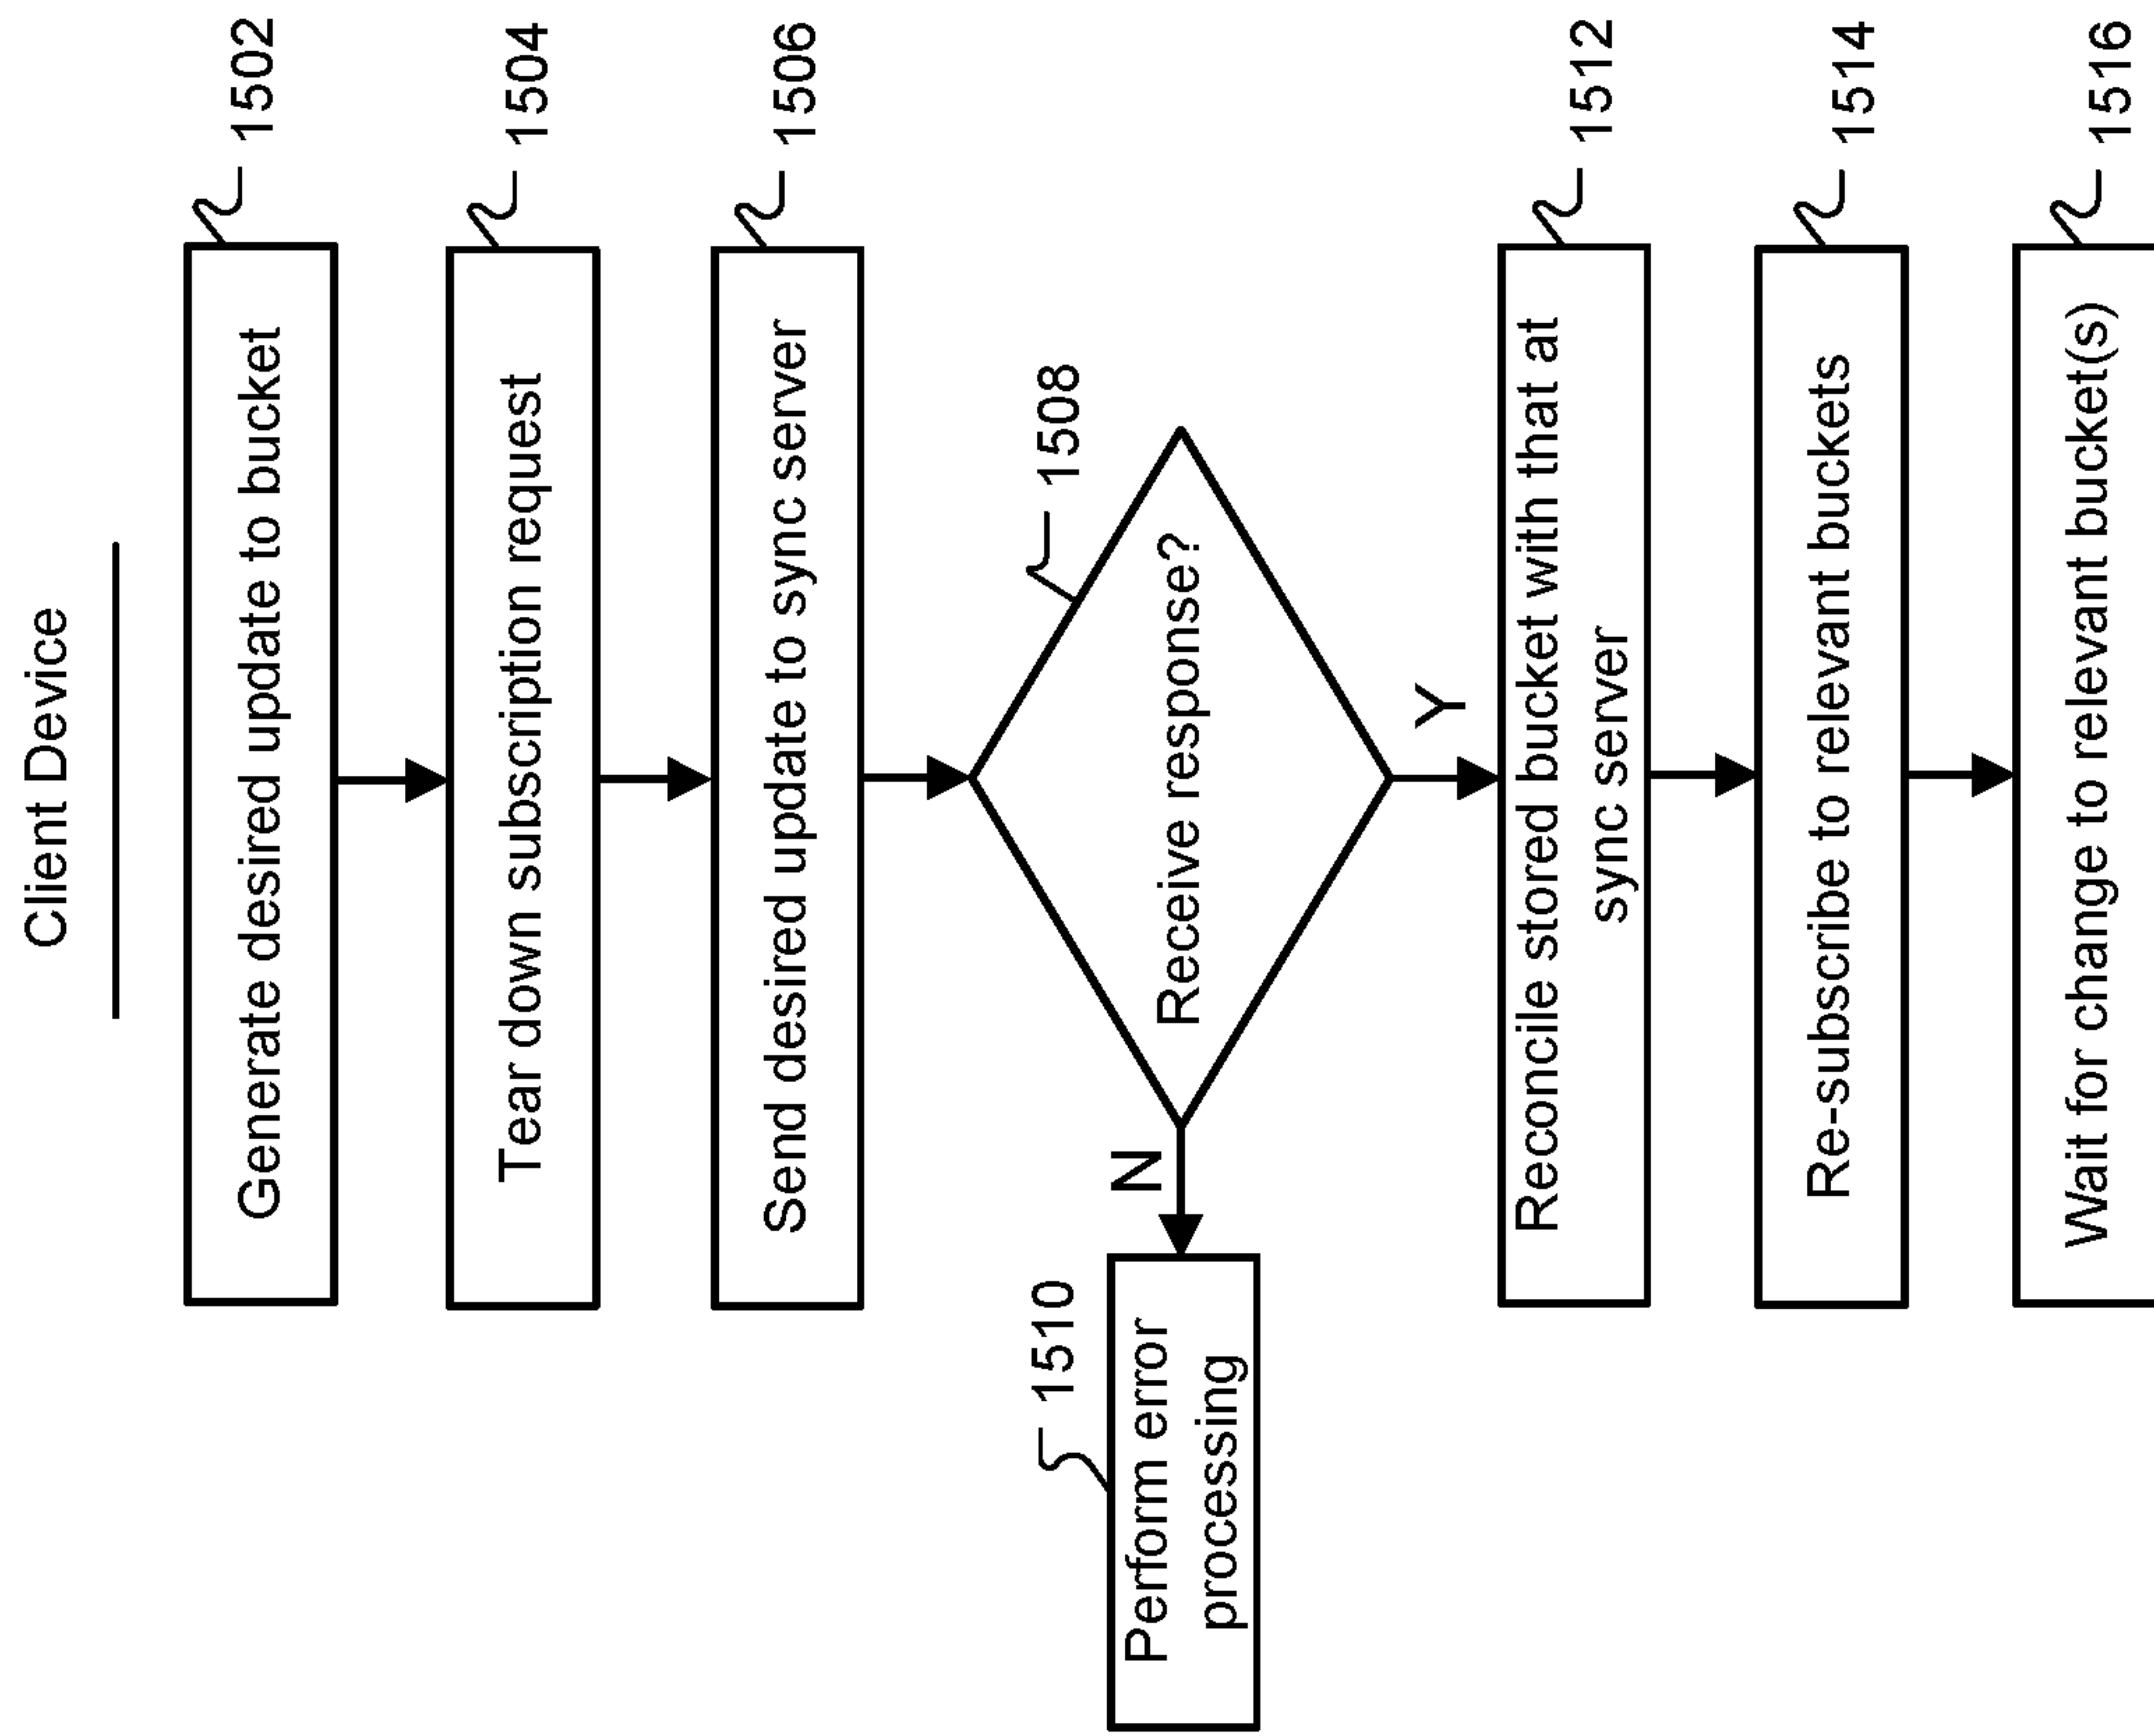 Client Device
Generate desired update to bucket
1502
Tear down subscription request
1504
Send desired update to sync server
1506
Receive response?
1508
N
Perform error
processing
1510
Y
Reconcile stored bucket with that at
sync server
1512
Re-subscribe to relevant buckets
1514
Wait for change to relevant bucket(s)
1516